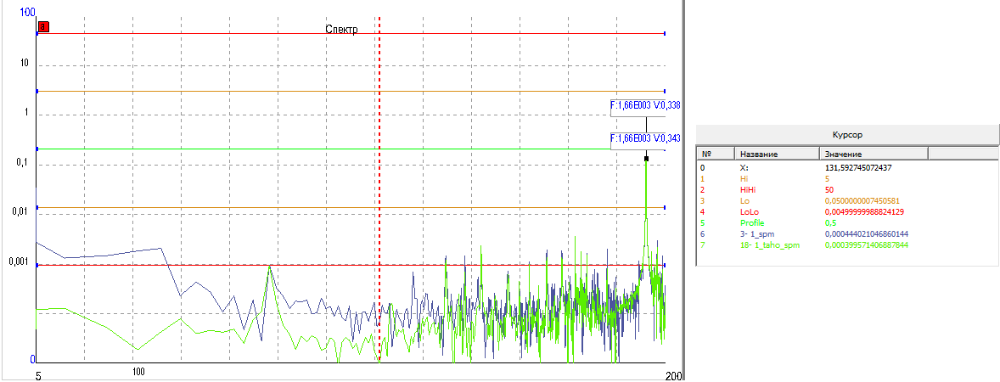 100
3
Спектр
10
1
F:1,66E003 V:0,338
F:1,66E003 V:0,343
0,1
0,01
0,001
0
5
100
200
Курсор
№ Название Значение
0 X: 131,592745072437
1 Hi 5
2 HiHi 50
3 Lo 0,0500000007450581
4 LoLo 0,00499999988824129
5 Profile 0,5
6 3- 1_spm 0,000444021046860144
7 18- 1_taho_spm 0,000399571406887844